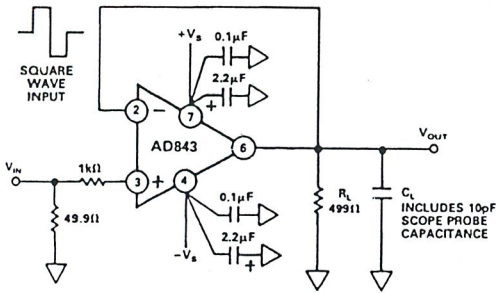 SQUARE
WAVE
INPUT
+Vs
0.1μF
2.2μF
+
7
2
−
AD843
6
VOUT
VIN
1kΩ
3
+
4
49.9Ω
0.1μF
2.2μF
+
−Vs
RL
499Ω
CL
INCLUDES 10pF
SCOPE PROBE
CAPACITANCE